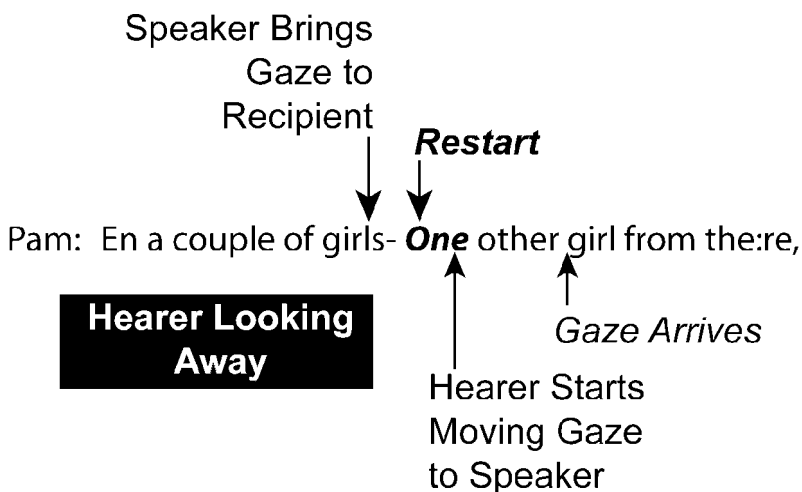 Speaker Brings
Gaze to
Recipient
Restart
Pam: En a couple of girls- One other girl from the:re,
Hearer Looking
Away
Gaze Arrives
Hearer Starts
Moving Gaze
to Speaker